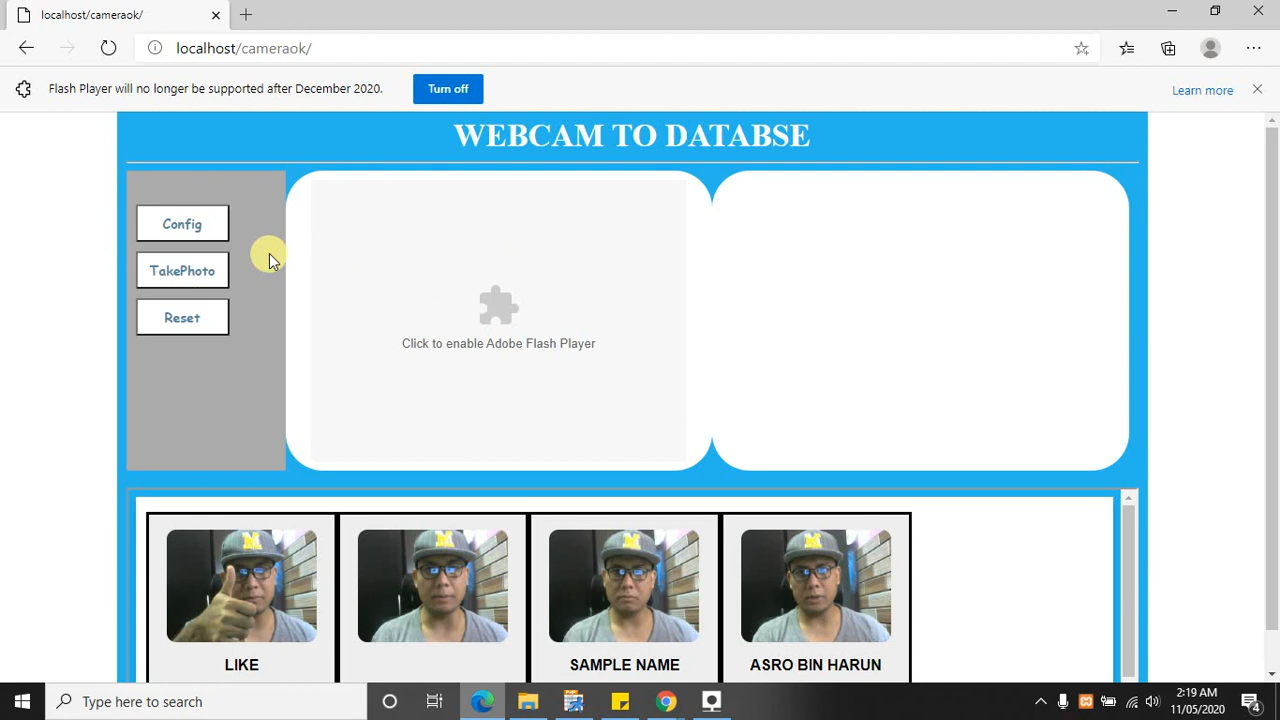 localhost/cameraok/
localhost/cameraok/
Flash Player will no longer be supported after December 2020.
Turn off
Learn more
WEBCAM TO DATABSE
Config
TakePhoto
Reset
Click to enable Adobe Flash Player
M M M M
LIKE SAMPLE NAME ASRO BIN HARUN
Type here to search
2:19 AM
11/05/2020
4